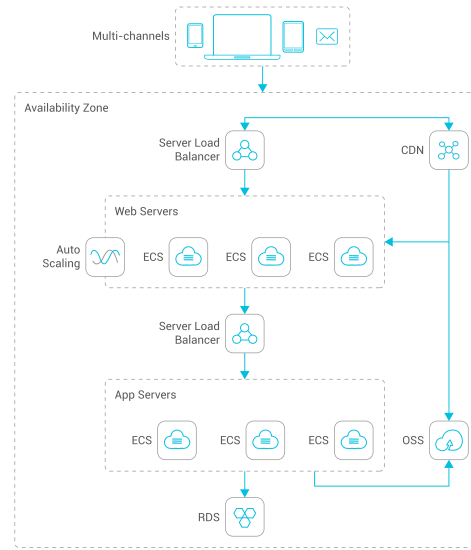 Multi-channels
Availability Zone
Server Load
Balancer
CDN
Web Servers
Auto
Scaling
ECS
ECS
ECS
Server Load
Balancer
App Servers
ECS
ECS
ECS
OSS
RDS